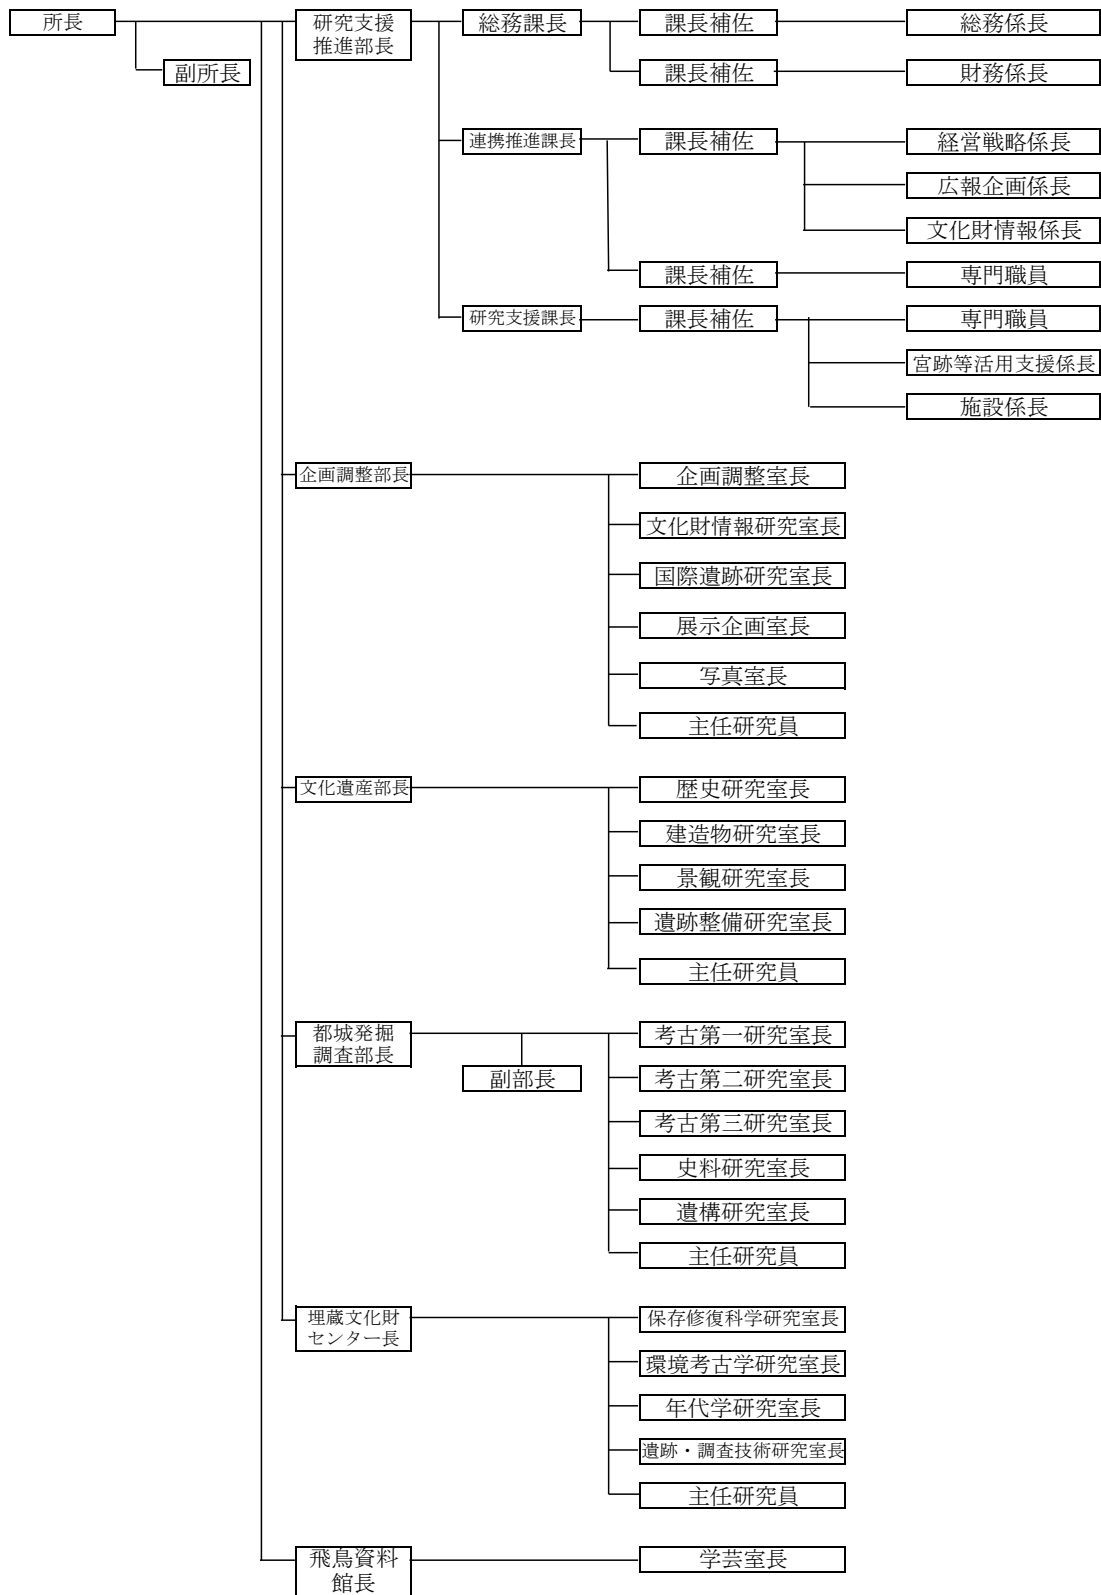 所長
副所長
研究支援
推進部長
総務課長
課長補佐
総務係長
課長補佐
財務係長
連携推進課長
課長補佐
経営戦略係長
広報企画係長
文化財情報係長
課長補佐
専門職員
研究支援課長
課長補佐
専門職員
宮跡等活用支援係長
施設係長
企画調整部長
企画調整室長
文化財情報研究室長
国際遺跡研究室長
展示企画室長
写真室長
主任研究員
文化遺産部長
歴史研究室長
建造物研究室長
景観研究室長
遺跡整備研究室長
主任研究員
都城発掘
調査部長
副部長
考古第一研究室長
考古第二研究室長
考古第三研究室長
史料研究室長
遺構研究室長
主任研究員
埋蔵文化財
センター長
保存修復科学研究室長
環境考古学研究室長
年代学研究室長
遺跡・調査技術研究室長
主任研究員
飛鳥資料
館長
学芸室長